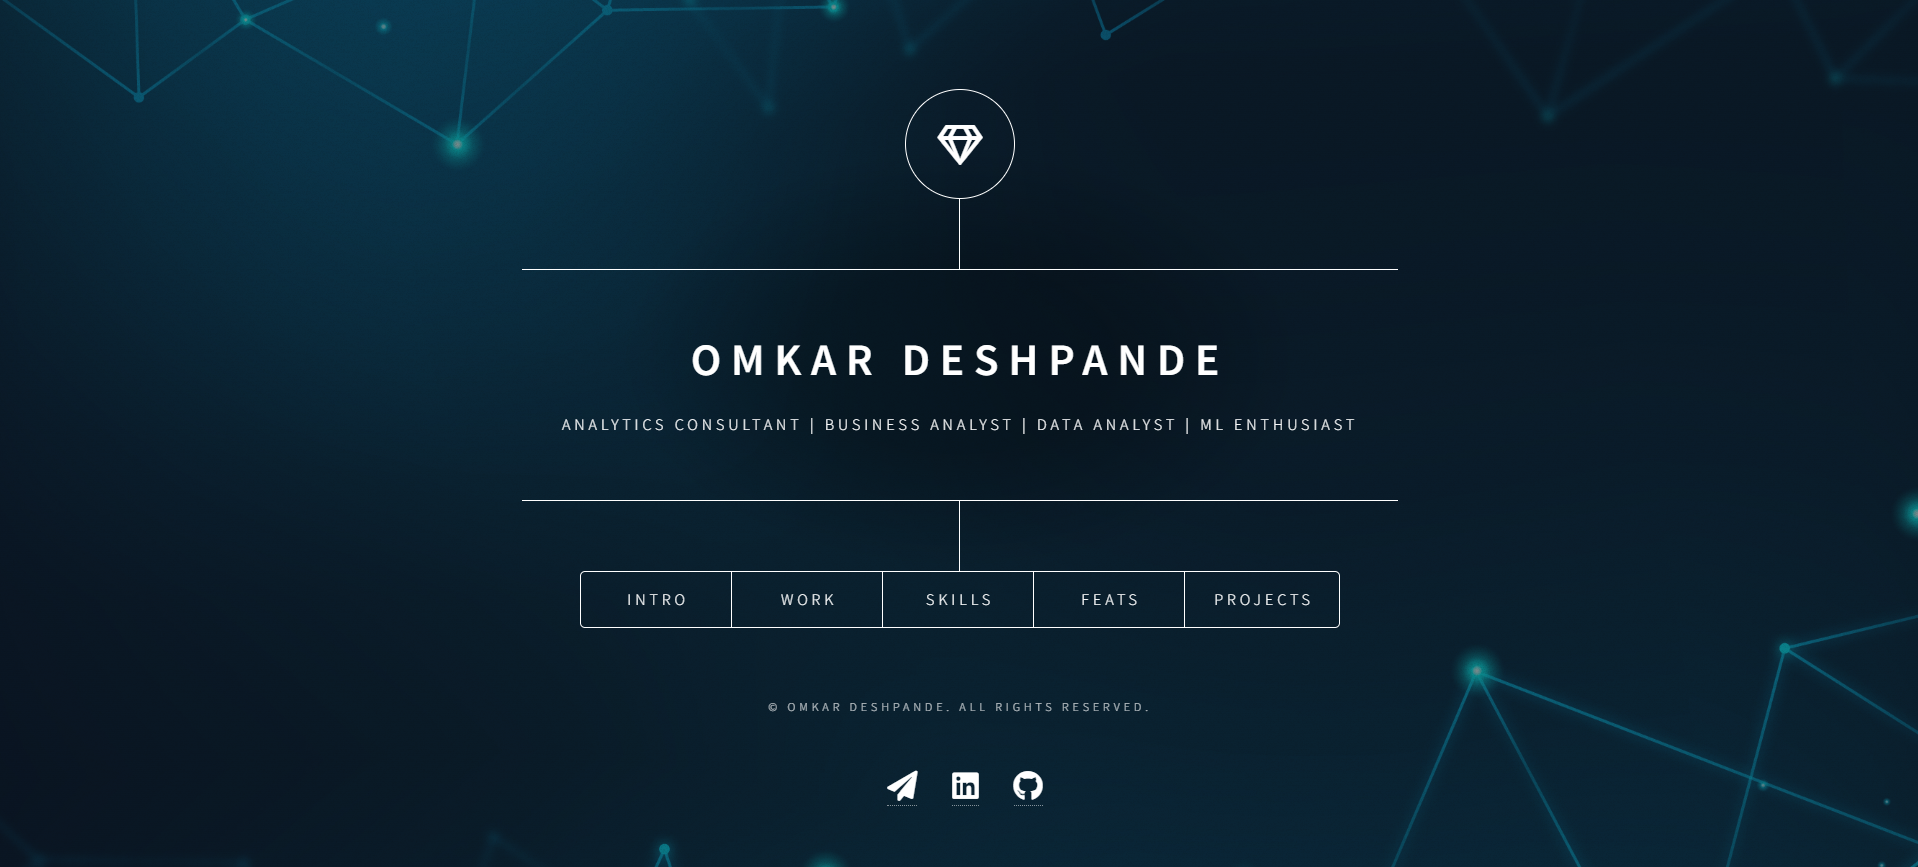 OMKAR DESHPANDE
ANALYTICS CONSULTANT | BUSINESS ANALYST | DATA ANALYST | ML ENTHUSIAST
INTRO WORK SKILLS FEATS PROJECTS
© OMKAR DESHPANDE. ALL RIGHTS RESERVED.
in